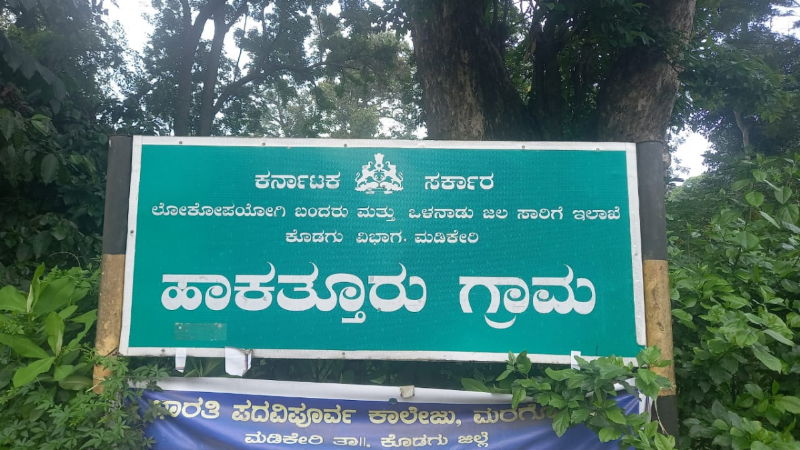 ಕರ್ನಾಟಕ ಸರ್ಕಾರ
ಲೋಕೋಪಯೋಗಿ ಬಂದರು ಮತ್ತು ಒಳನಾಡು ಜಲ ಸಾರಿಗೆ ಇಲಾಖೆ
ಕೊಡಗು ವಿಭಾಗ. ಮಡಿಕೇರಿ
ಹಾಕತ್ತೂರು ಗ್ರಾಮ
ಪದವಿಪೂರ್ವ ಕಾಲೇಜು,
ಮಡಿಕೇರಿ ತಾ॥, ಕೊಡಗು ಜಿಲ್ಲೆ